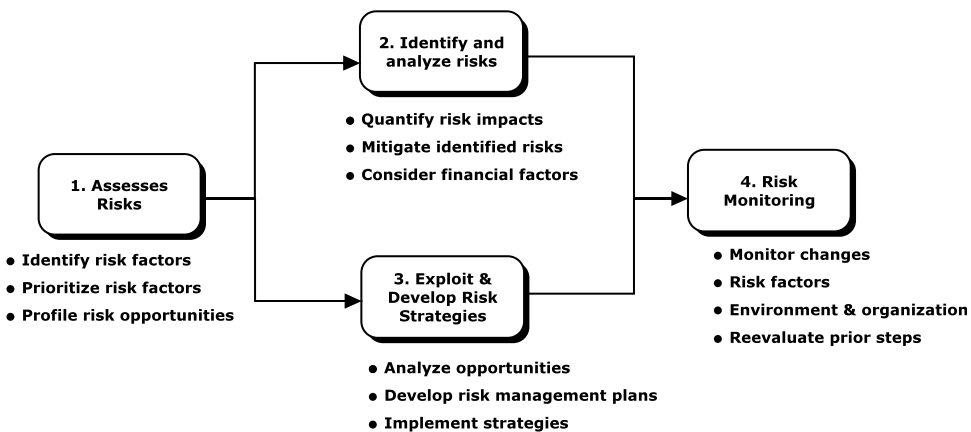 1. Assesses
Risks
● Identify risk factors
● Prioritize risk factors
● Profile risk opportunities
2. Identify and
analyze risks
● Quantify risk impacts
● Mitigate identified risks
● Consider financial factors
3. Exploit &
Develop Risk
Strategies
● Analyze opportunities
● Develop risk management plans
● Implement strategies
4. Risk
Monitoring
● Monitor changes
● Risk factors
● Environment & organization
● Reevaluate prior steps